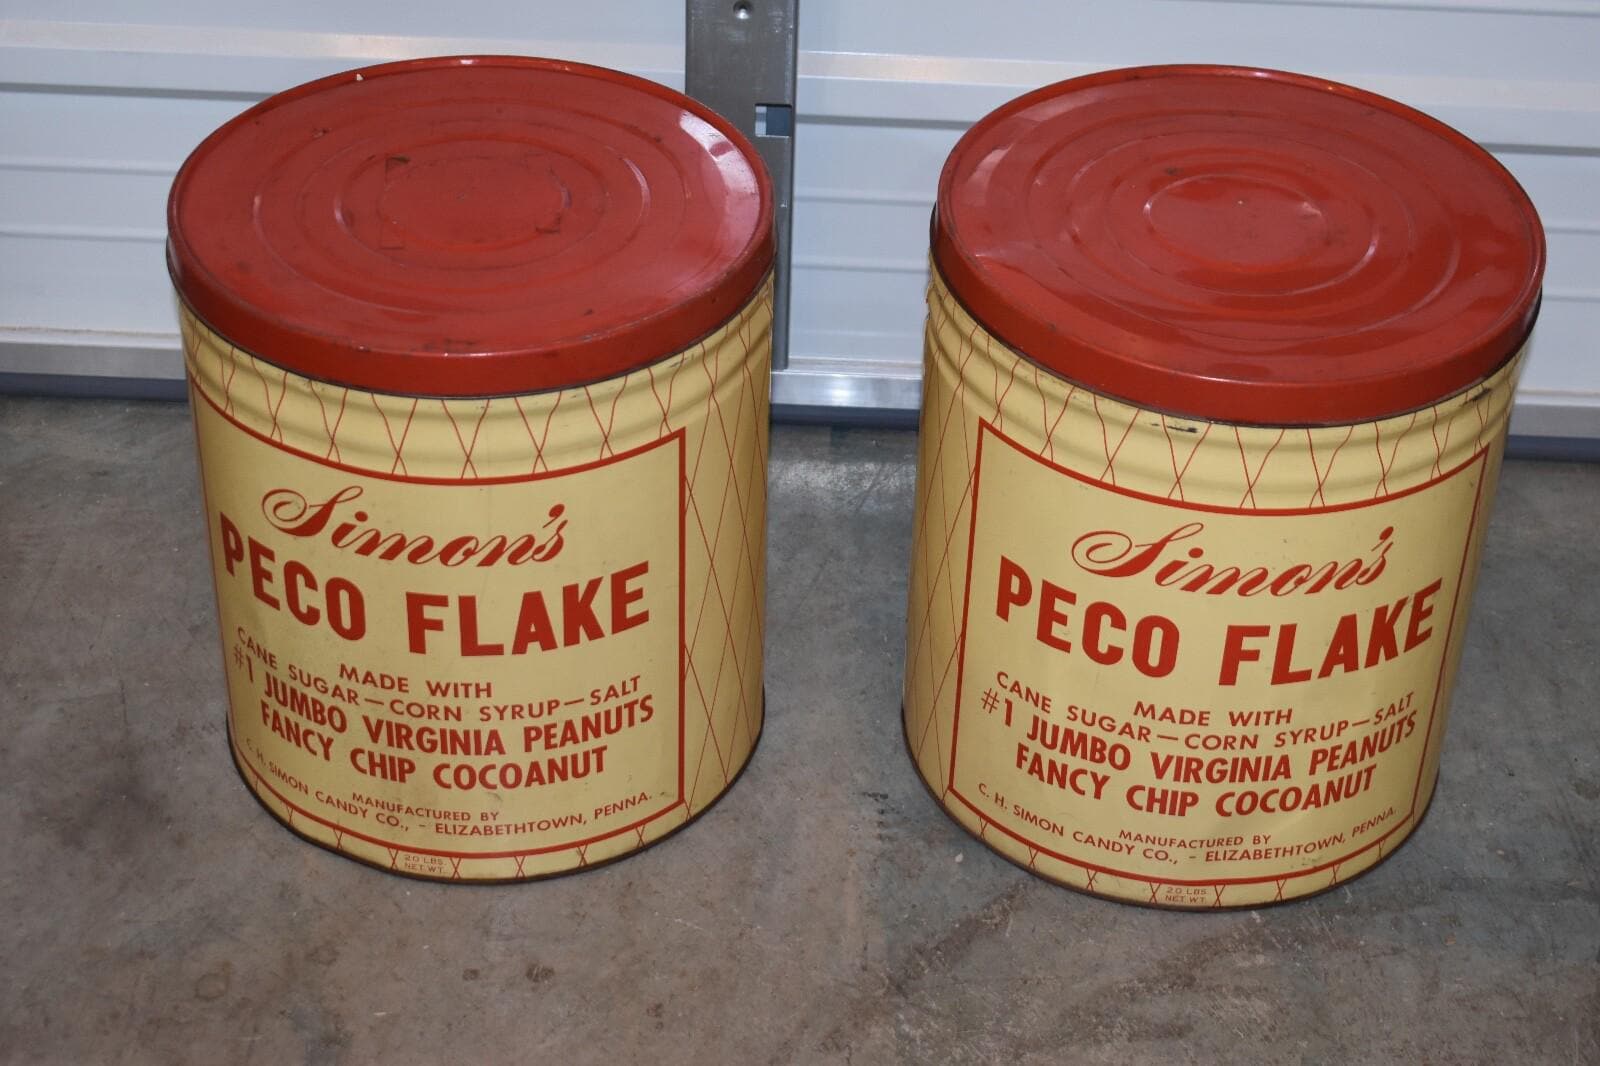 Simon's
PECO FLAKE
MADE WITH
CANE SUGAR—CORN SYRUP—SALT
#1 JUMBO VIRGINIA PEANUTS
FANCY CHIP COCOANUT
MANUFACTURED BY
C. H. SIMON CANDY CO., - ELIZABETHTOWN, PENNA.
20 LBS.
NET WT.
Simon's
PECO FLAKE
MADE WITH
CANE SUGAR—CORN SYRUP—SALT
#1 JUMBO VIRGINIA PEANUTS
FANCY CHIP COCOANUT
MANUFACTURED BY
C. H. SIMON CANDY CO., - ELIZABETHTOWN, PENNA.
20 LBS
NET WT.